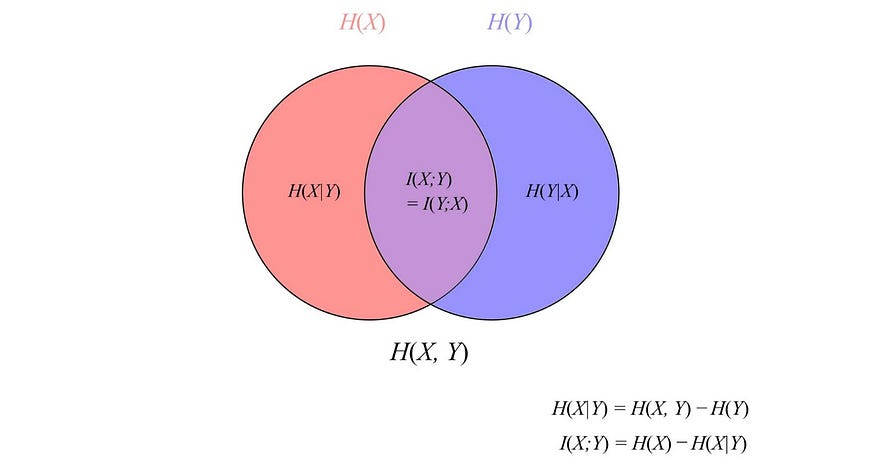 H(X)
H(Y)
H(X|Y)
I(X;Y)
= I(Y;X)
H(Y|X)
H(X, Y)
H(X|Y) = H(X, Y) − H(Y)
I(X;Y) = H(X) − H(X|Y)